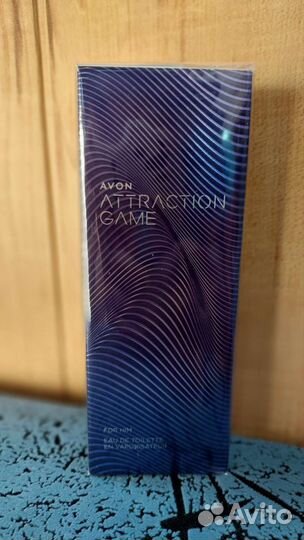 AVON
ATTRACTION
GAME
FOR HIM
EAU DE TOILETTE
EN VAPORISATEUR
Avito